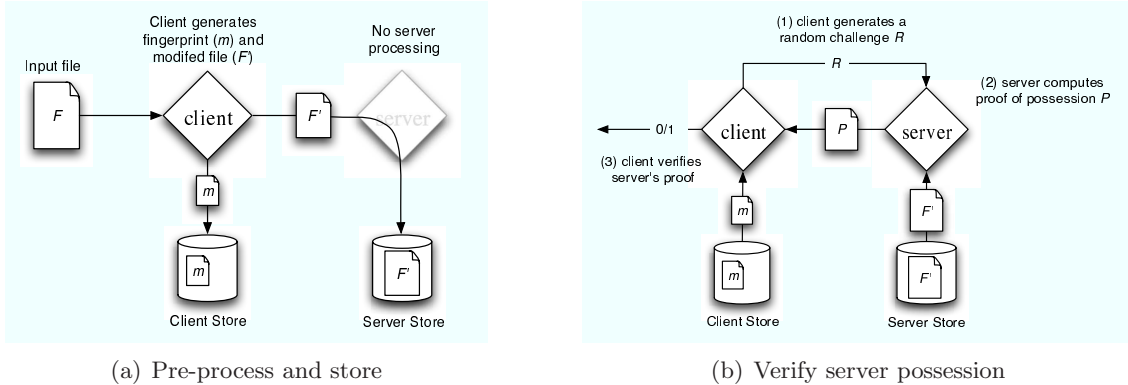 Client generates
fingerprint (m) and
modifed file (F')
No server
processing
Input file
F
client
F'
server
m
m
F'
Client Store
Server Store
(a) Pre-process and store
(1) client generates a
random challenge R
R
(2) server computes
proof of possession P
0/1
client
P
server
(3) client verifies
server's proof
m
F'
m
F'
Client Store
Server Store
(b) Verify server possession